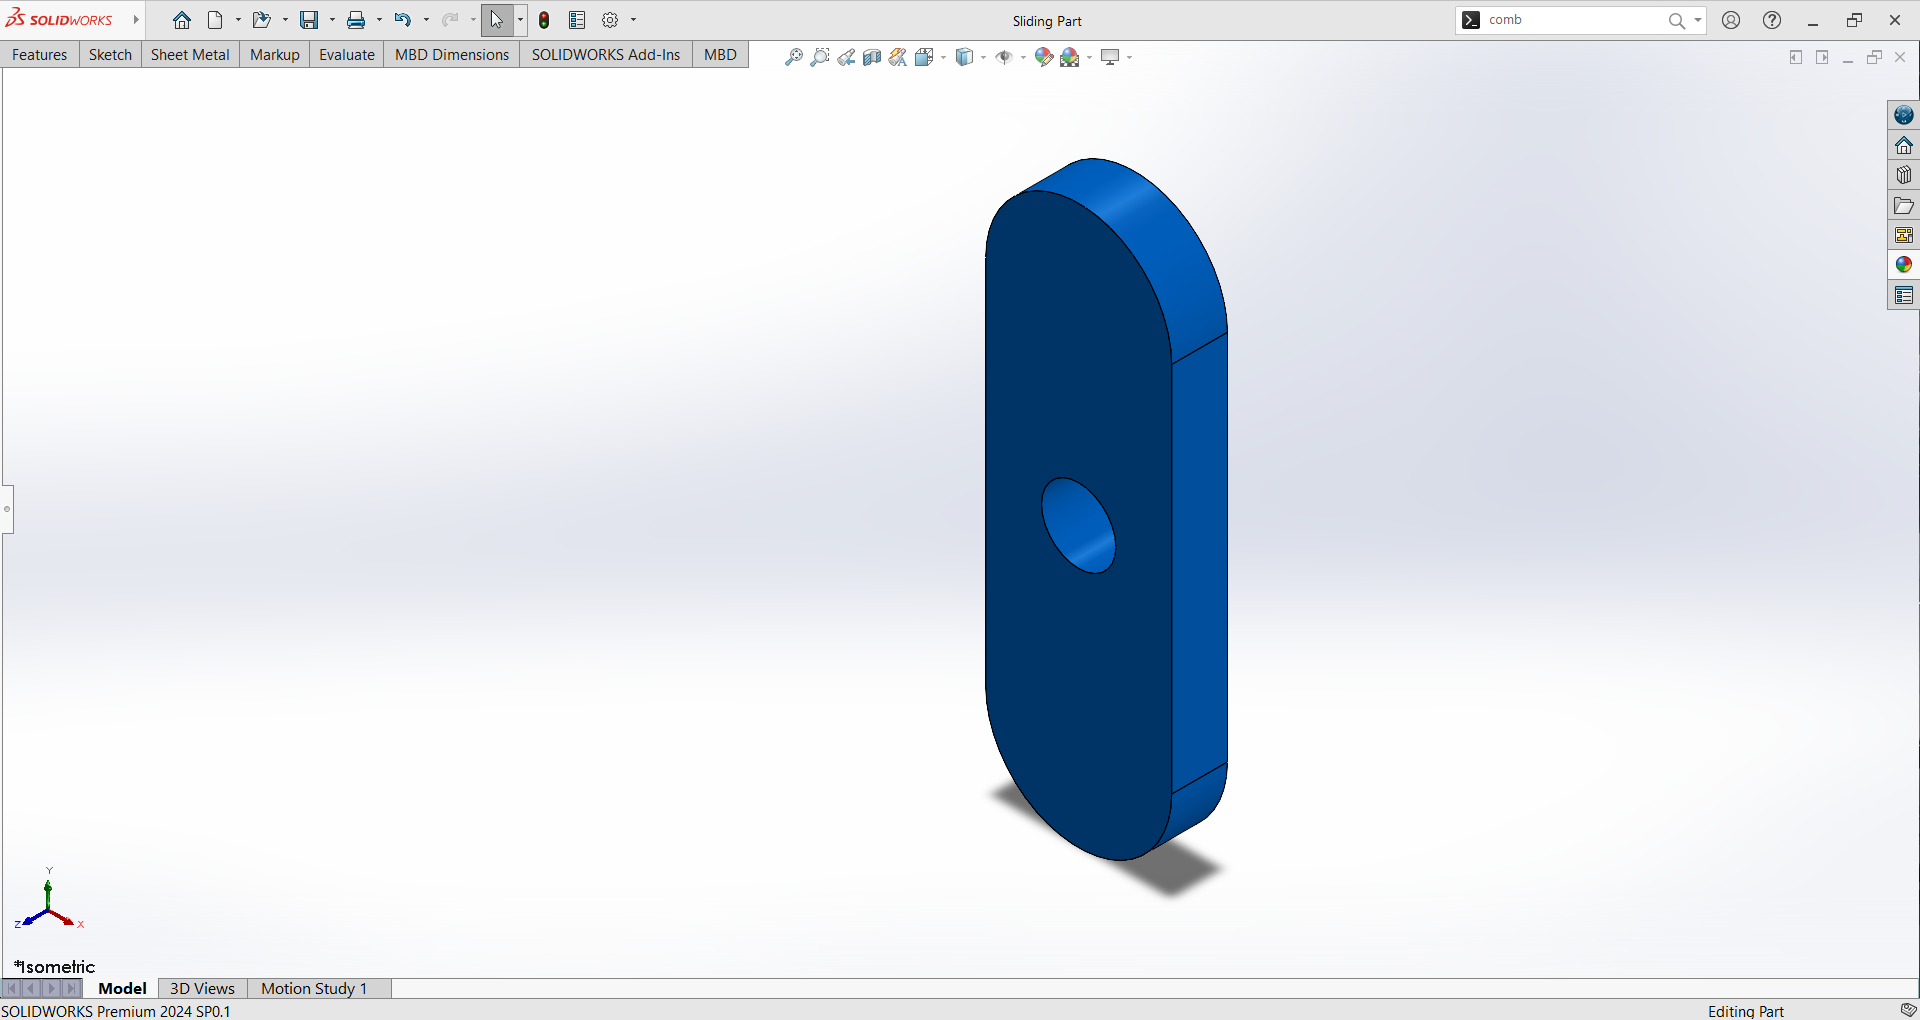 SOLIDWORKS
Sliding Part
comb
Features
Sketch
Sheet Metal
Markup
Evaluate
MBD Dimensions
SOLIDWORKS Add-Ins
MBD
Y
Z
X
*Isometric
Model
3D Views
Motion Study 1
SOLIDWORKS Premium 2024 SP0.1
Editing Part